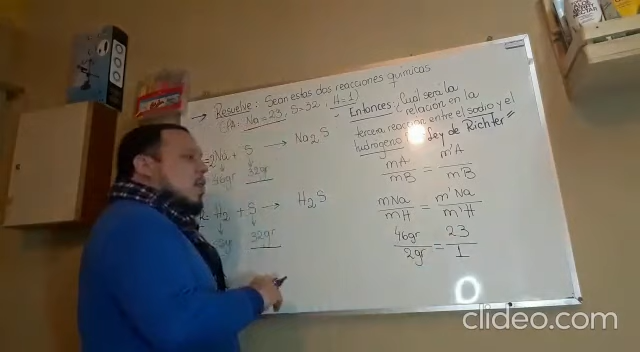 → Resuelve: Sean estas dos reacciones químicas
(PA: Na=23, S=32, H=1)
2Na + S → Na2S
46gr 32gr
H2 + S → H2S
32gr
- Entonces: ¿Cuál será la
relación en la
tercera reacción entre el sodio y el
hidrógeno Ley de Richter"
mA/mB = m'A/m'B
mNa/mH = m'Na/m'H
46gr/2gr = 23/1
clideo.com